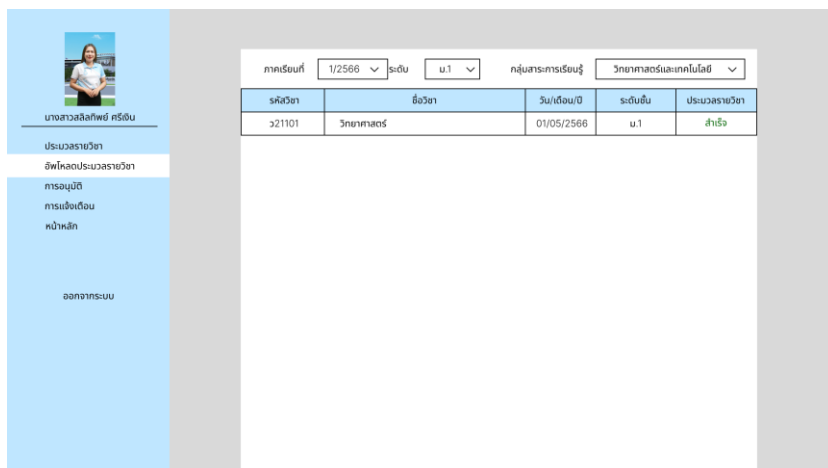 นางสาวสลิลทิพย์ ศรีเงิน
ประมวลรายวิชา
อัพโหลดประมวลรายวิชา
การอนุมัติ
การแจ้งเตือน
หน้าหลัก
ออกจากระบบ
ภาคเรียนที่ 1/2566 ระดับ ม.1 กลุ่มสาระการเรียนรู้ วิทยาศาสตร์และเทคโนโลยี
รหัสวิชา ชื่อวิชา วัน/เดือน/ปี ระดับชั้น ประมวลรายวิชา
ว21101 วิทยาศาสตร์ 01/05/2566 ม.1 สำเร็จ